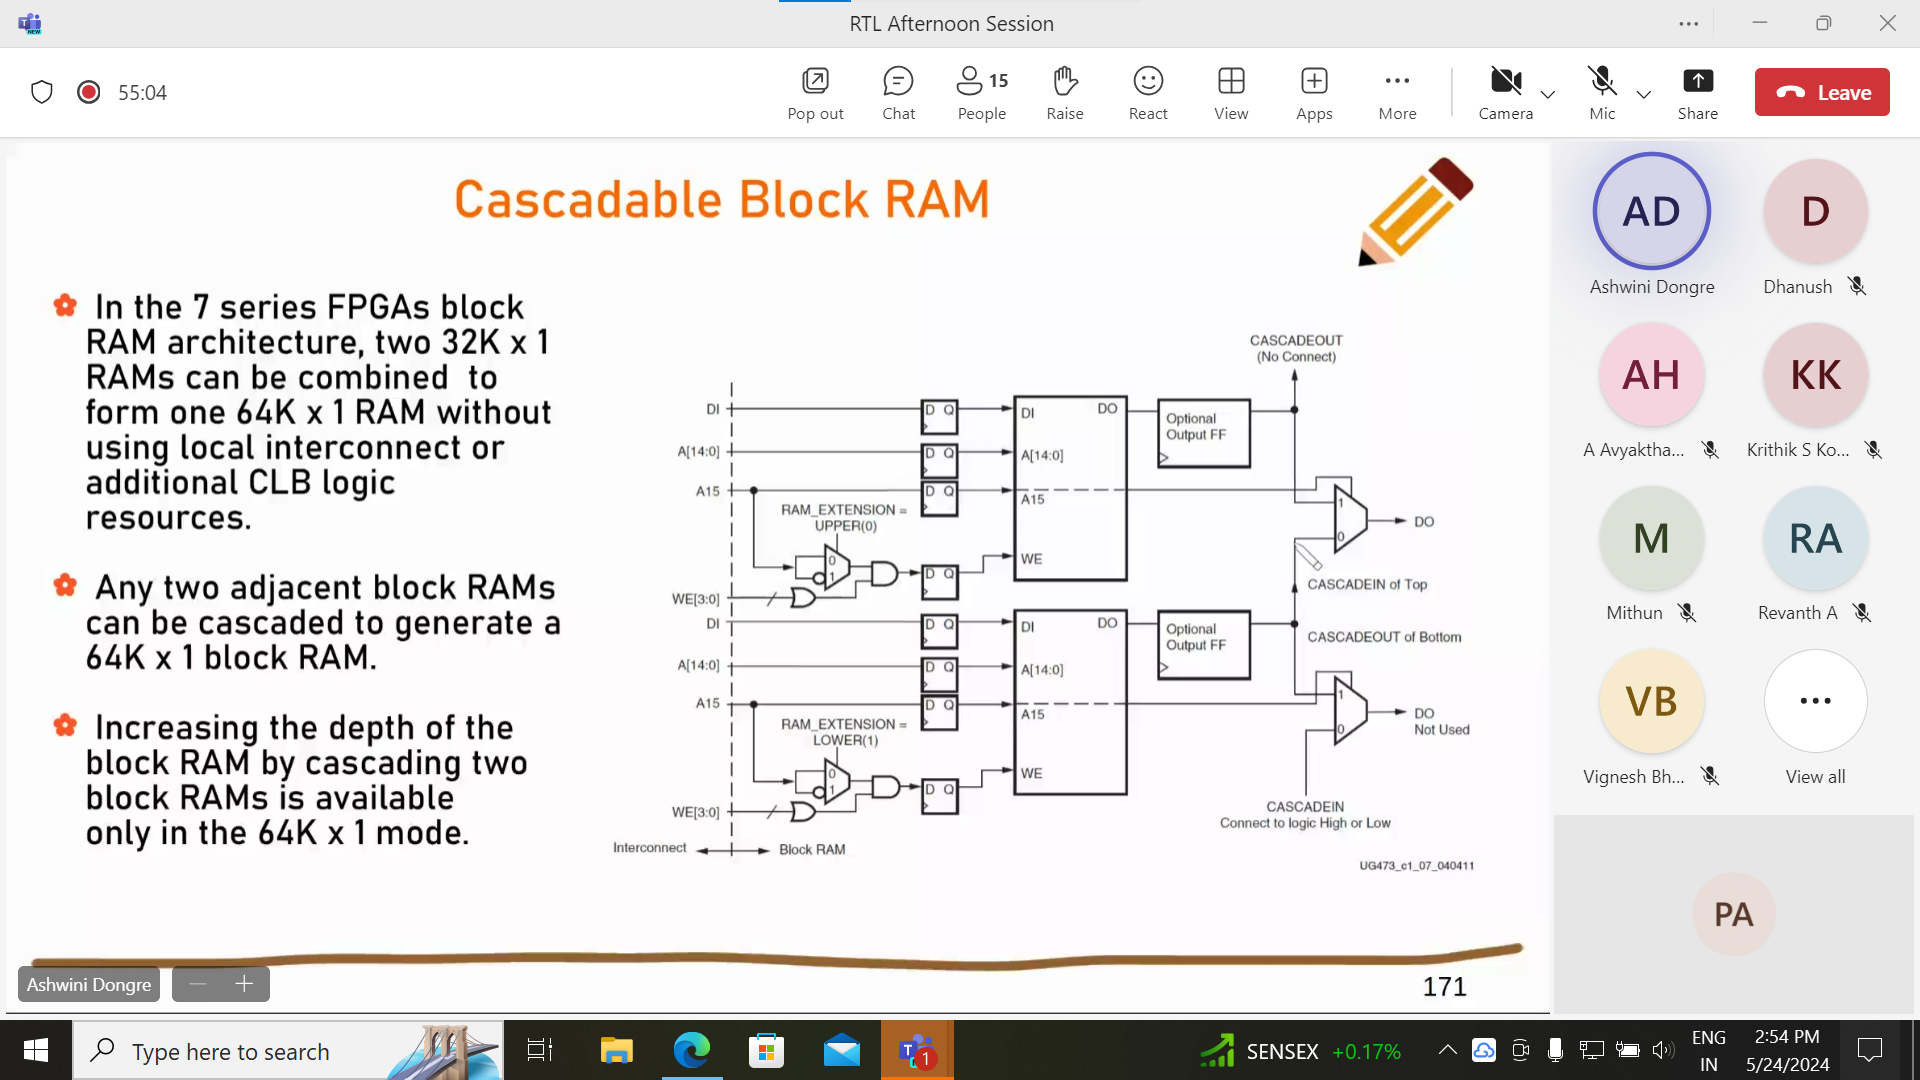 RTL Afternoon Session
55:04
Pop out
Chat
15
People
Raise
React
View
Apps
More
Camera
Mic
Share
Leave
Cascadable Block RAM
In the 7 series FPGAs block
RAM architecture, two 32K x 1
RAMs can be combined to
form one 64K x 1 RAM without
using local interconnect or
additional CLB logic
resources.
Any two adjacent block RAMs
can be cascaded to generate a
64K x 1 block RAM.
Increasing the depth of the
block RAM by cascading two
block RAMs is available
only in the 64K x 1 mode.
CASCADEOUT
(No Connect)
DI
D Q
DI
DO
Optional
Output FF
A[14:0]
D Q
A[14:0]
A15
D Q
A15
RAM_EXTENSION =
UPPER(0)
1
0
DO
0
1
WE
D Q
CASCADEIN of Top
WE[3:0]
DI
D Q
DI
DO
Optional
Output FF
CASCADEOUT of Bottom
A[14:0]
D Q
A[14:0]
A15
D Q
A15
RAM_EXTENSION =
LOWER(1)
1
0
DO
Not Used
0
1
WE
D Q
WE[3:0]
CASCADEIN
Connect to logic High or Low
Interconnect
Block RAM
UG473_c1_07_040411
171
Ashwini Dongre
AD
Ashwini Dongre
D
Dhanush
AH
A Avyaktha...
KK
Krithik S Ko...
M
Mithun
RA
Revanth A
VB
Vignesh Bh...
View all
PA
Type here to search
NEW
T
1
SENSEX +0.17%
ENG
IN
2:54 PM
5/24/2024